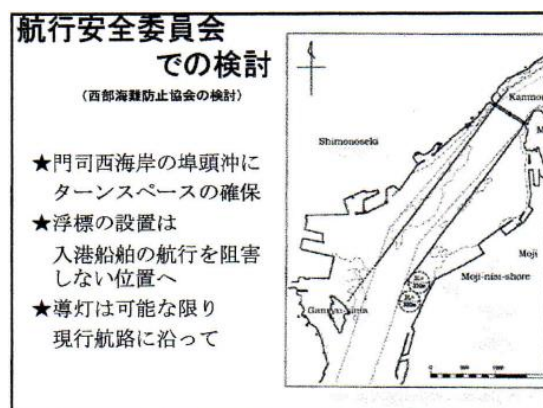 航行安全委員会
での検討
(西部海難防止協会の検討)
★門司西海岸の埠頭沖に
ターンスペースの確保
★浮標の設置は
入港船舶の航行を阻害
しない位置へ
★導灯は可能な限り
現行航路に沿って
Kanmon
Shimonoseki
Moji
Moji-nisi-shore